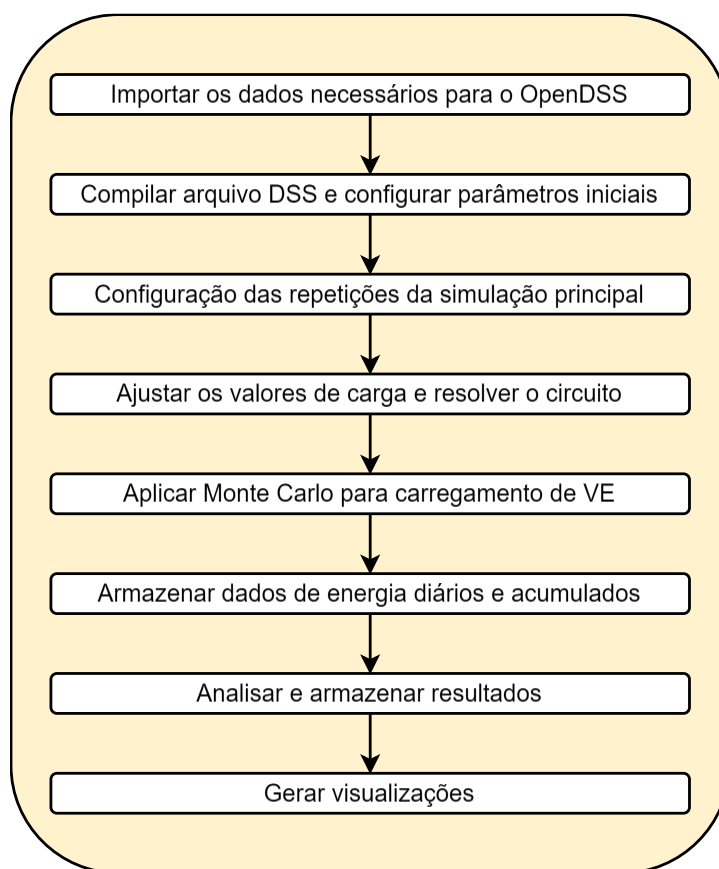 Importar os dados necessários para o OpenDSS
Compilar arquivo DSS e configurar parâmetros iniciais
Configuração das repetições da simulação principal
Ajustar os valores de carga e resolver o circuito
Aplicar Monte Carlo para carregamento de VE
Armazenar dados de energia diários e acumulados
Analisar e armazenar resultados
Gerar visualizações